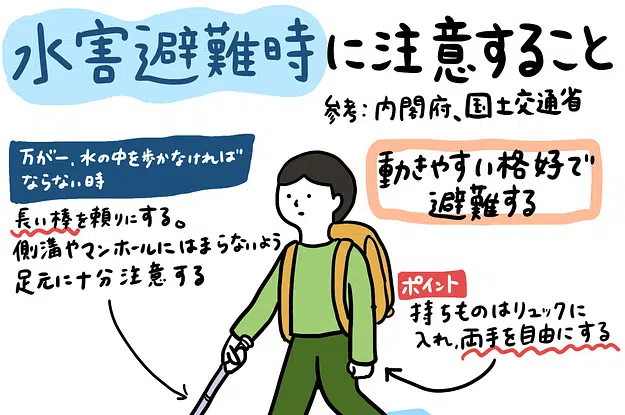 水害避難時に注意すること
参考：内閣府、国土交通省
万が一、水の中を歩かなければ
ならない時
長い棒を頼りにする。
側溝やマンホールにはまらないよう
足元に十分注意する
動きやすい格好で
避難する
ポイント
持ちものはリュックに
入れ、両手を自由にする